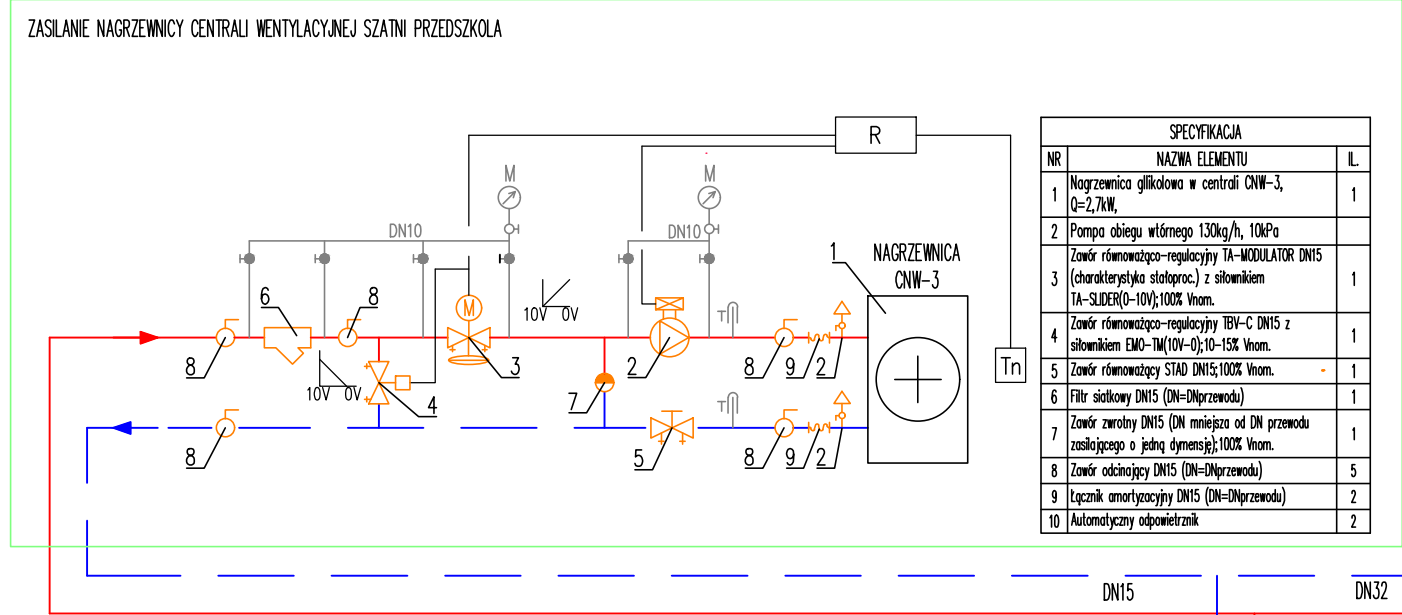 ZASILANIE NAGRZEWNICY CENTRALI WENTYLACYJNEJ SZATNI PRZEDSZKOLA
R
SPECYFIKACJA
NR NAZWA ELEMENTU IL.
1 Nagrzewnica gllikolowa w centrali CNW-3,
Q=2,7kW, 1
2 Pompa obiegu wtórnego 130kg/h, 10kPa
3 Zawór równoważąco-regulacyjny TA-MODULATOR DN15
(charakterystyka stałoproc.) z siłownikiem
TA-SLIDER(0-10V);100% Vnom. 1
4 Zawór równoważąco-regulacyjny TBV-C DN15 z
siłownikiem EMO-TM(10V-0);10-15% Vnom. 1
5 Zawór równoważący STAD DN15;100% Vnom. 1
6 Filtr siatkowy DN15 (DN=DNprzewodu) 1
7 Zawór zwrotny DN15 (DN mniejsza od DN przewodu
zasilającego o jedną dymensję);100% Vnom. 1
8 Zawór odcinający DN15 (DN=DNprzewodu) 5
9 Łącznik amortyzacyjny DN15 (DN=DNprzewodu) 2
10 Automatyczny odpowietrznik 2
M M
DN10 DN10
1 NAGRZEWNICA
CNW-3
6 8 M 10V 0V T
8 3 2 8 9 2 Tn
10V 0V 4 7 T
8 5 8 9 2
DN15 DN32